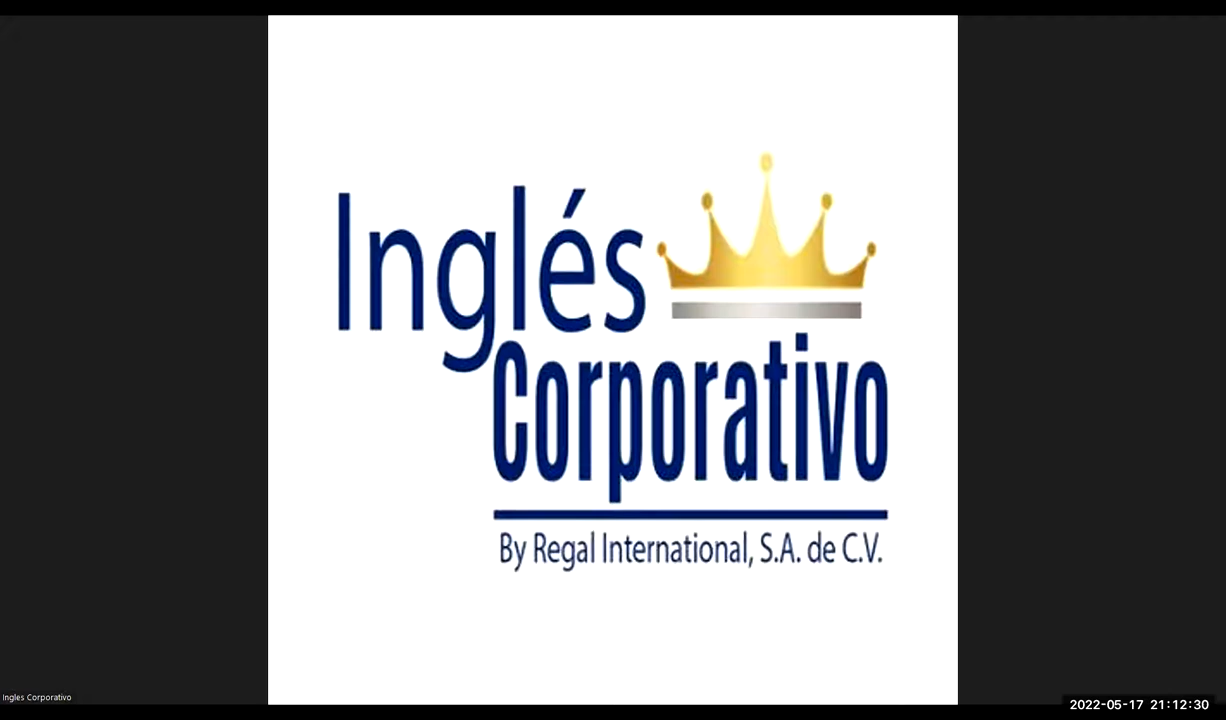 Inglés
Corporativo
By Regal International, S.A. de C.V.
Ingles Corporativo
2022-05-17 21:12:30